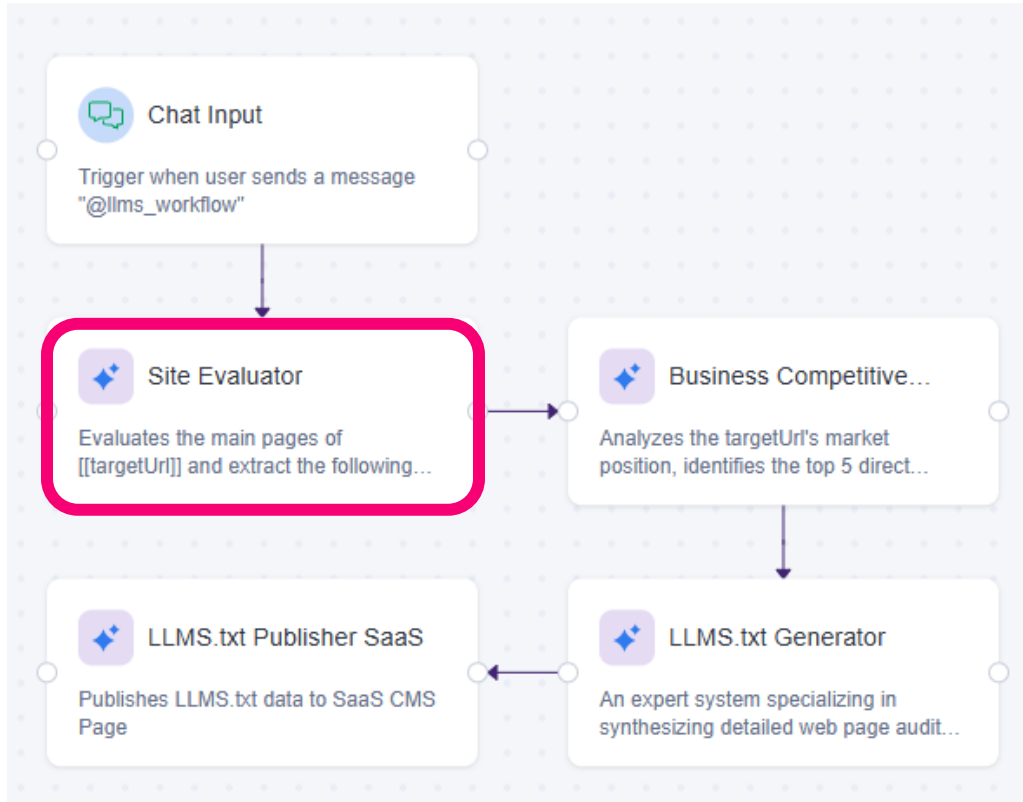 Chat Input
Trigger when user sends a message
"@llms_workflow"
Site Evaluator
Evaluates the main pages of
[[targetUrl]] and extract the following...
Business Competitive...
Analyzes the targetUrl's market
position, identifies the top 5 direct...
LLMS.txt Publisher SaaS
Publishes LLMS.txt data to SaaS CMS
Page
LLMS.txt Generator
An expert system specializing in
synthesizing detailed web page audit...